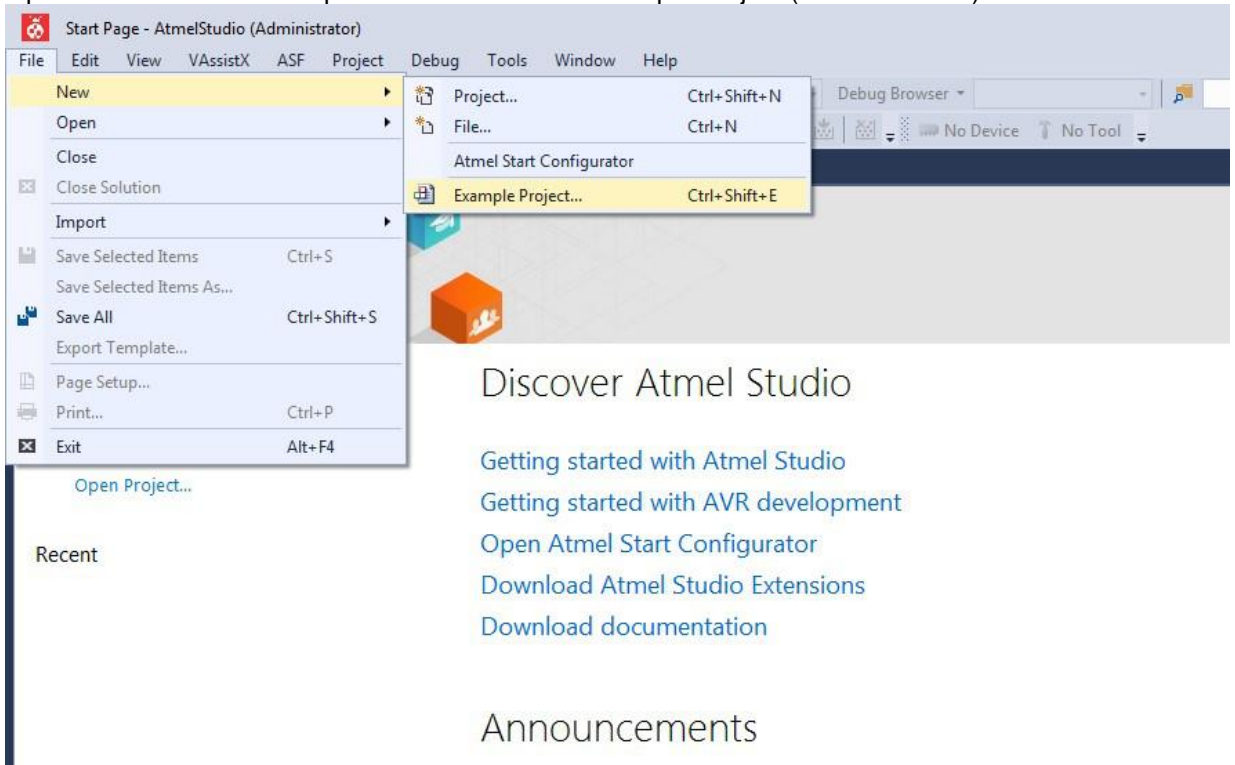 Start Page - AtmelStudio (Administrator)
File Edit View VAssistX ASF Project Debug Tools Window Help
New
Project... Ctrl+Shift+N
Debug Browser
Open
File... Ctrl+N
No Device No Tool
Close
Atmel Start Configurator
Close Solution
Example Project... Ctrl+Shift+E
Import
Save Selected Items Ctrl+S
Save Selected Items As...
Save All Ctrl+Shift+S
Export Template...
Page Setup...
Print... Ctrl+P
Exit Alt+F4
Open Project...
Recent
Discover Atmel Studio
Getting started with Atmel Studio
Getting started with AVR development
Open Atmel Start Configurator
Download Atmel Studio Extensions
Download documentation
Announcements